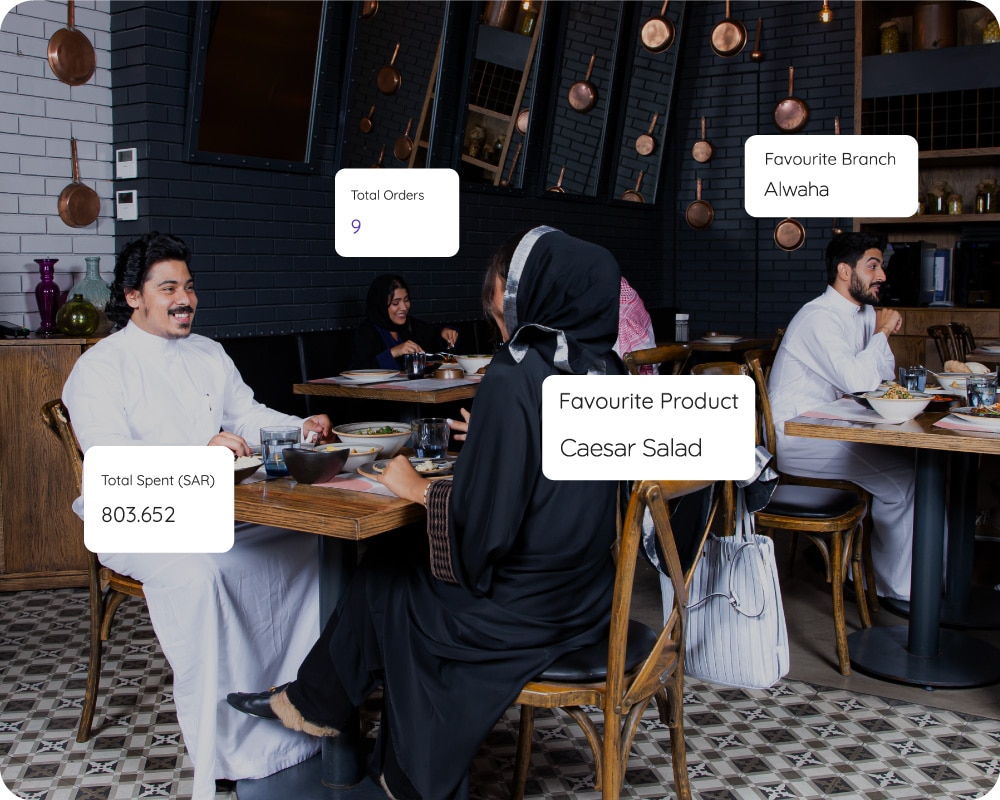 Favourite Branch
Alwaha
Total Orders
9
Favourite Product
Caesar Salad
Total Spent (SAR)
803.652